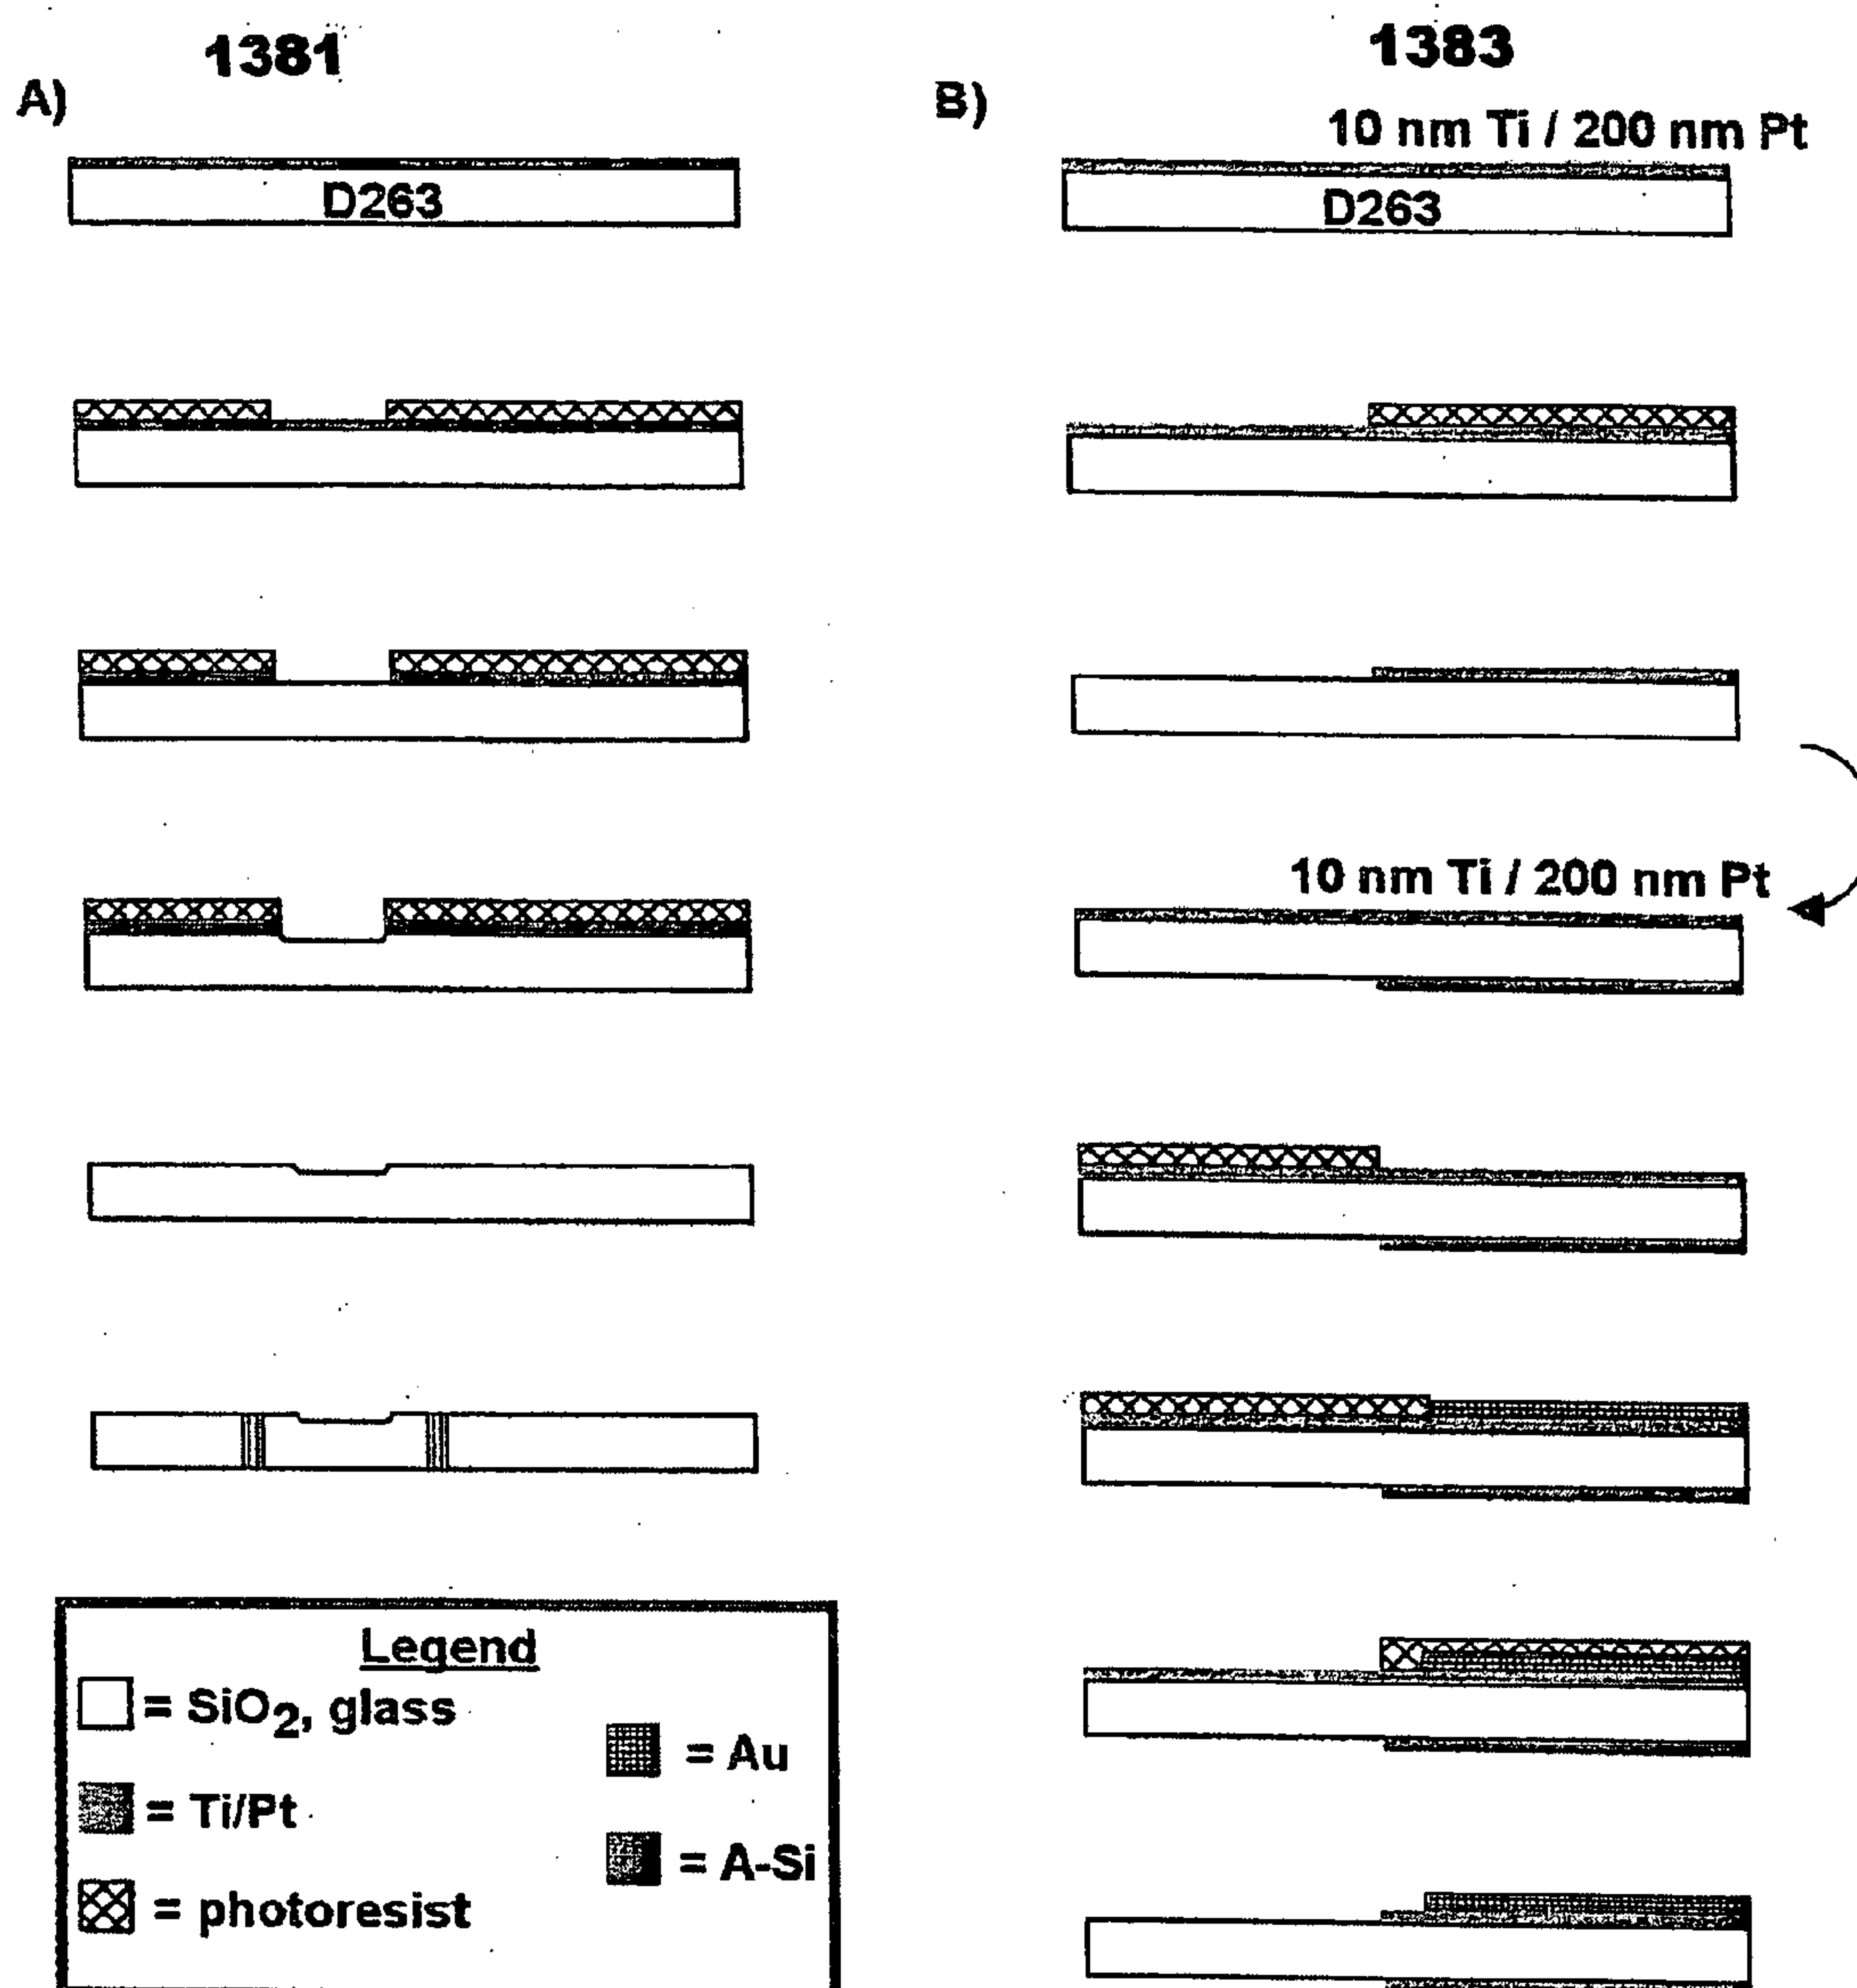 1381
A)
D263
1383
B)
10 nm Ti / 200 nm Pt
D263
10 nm Ti / 200 nm Pt
Legend
= SiO2, glass
= Ti/Pt
= photoresist
= Au
= A-Si